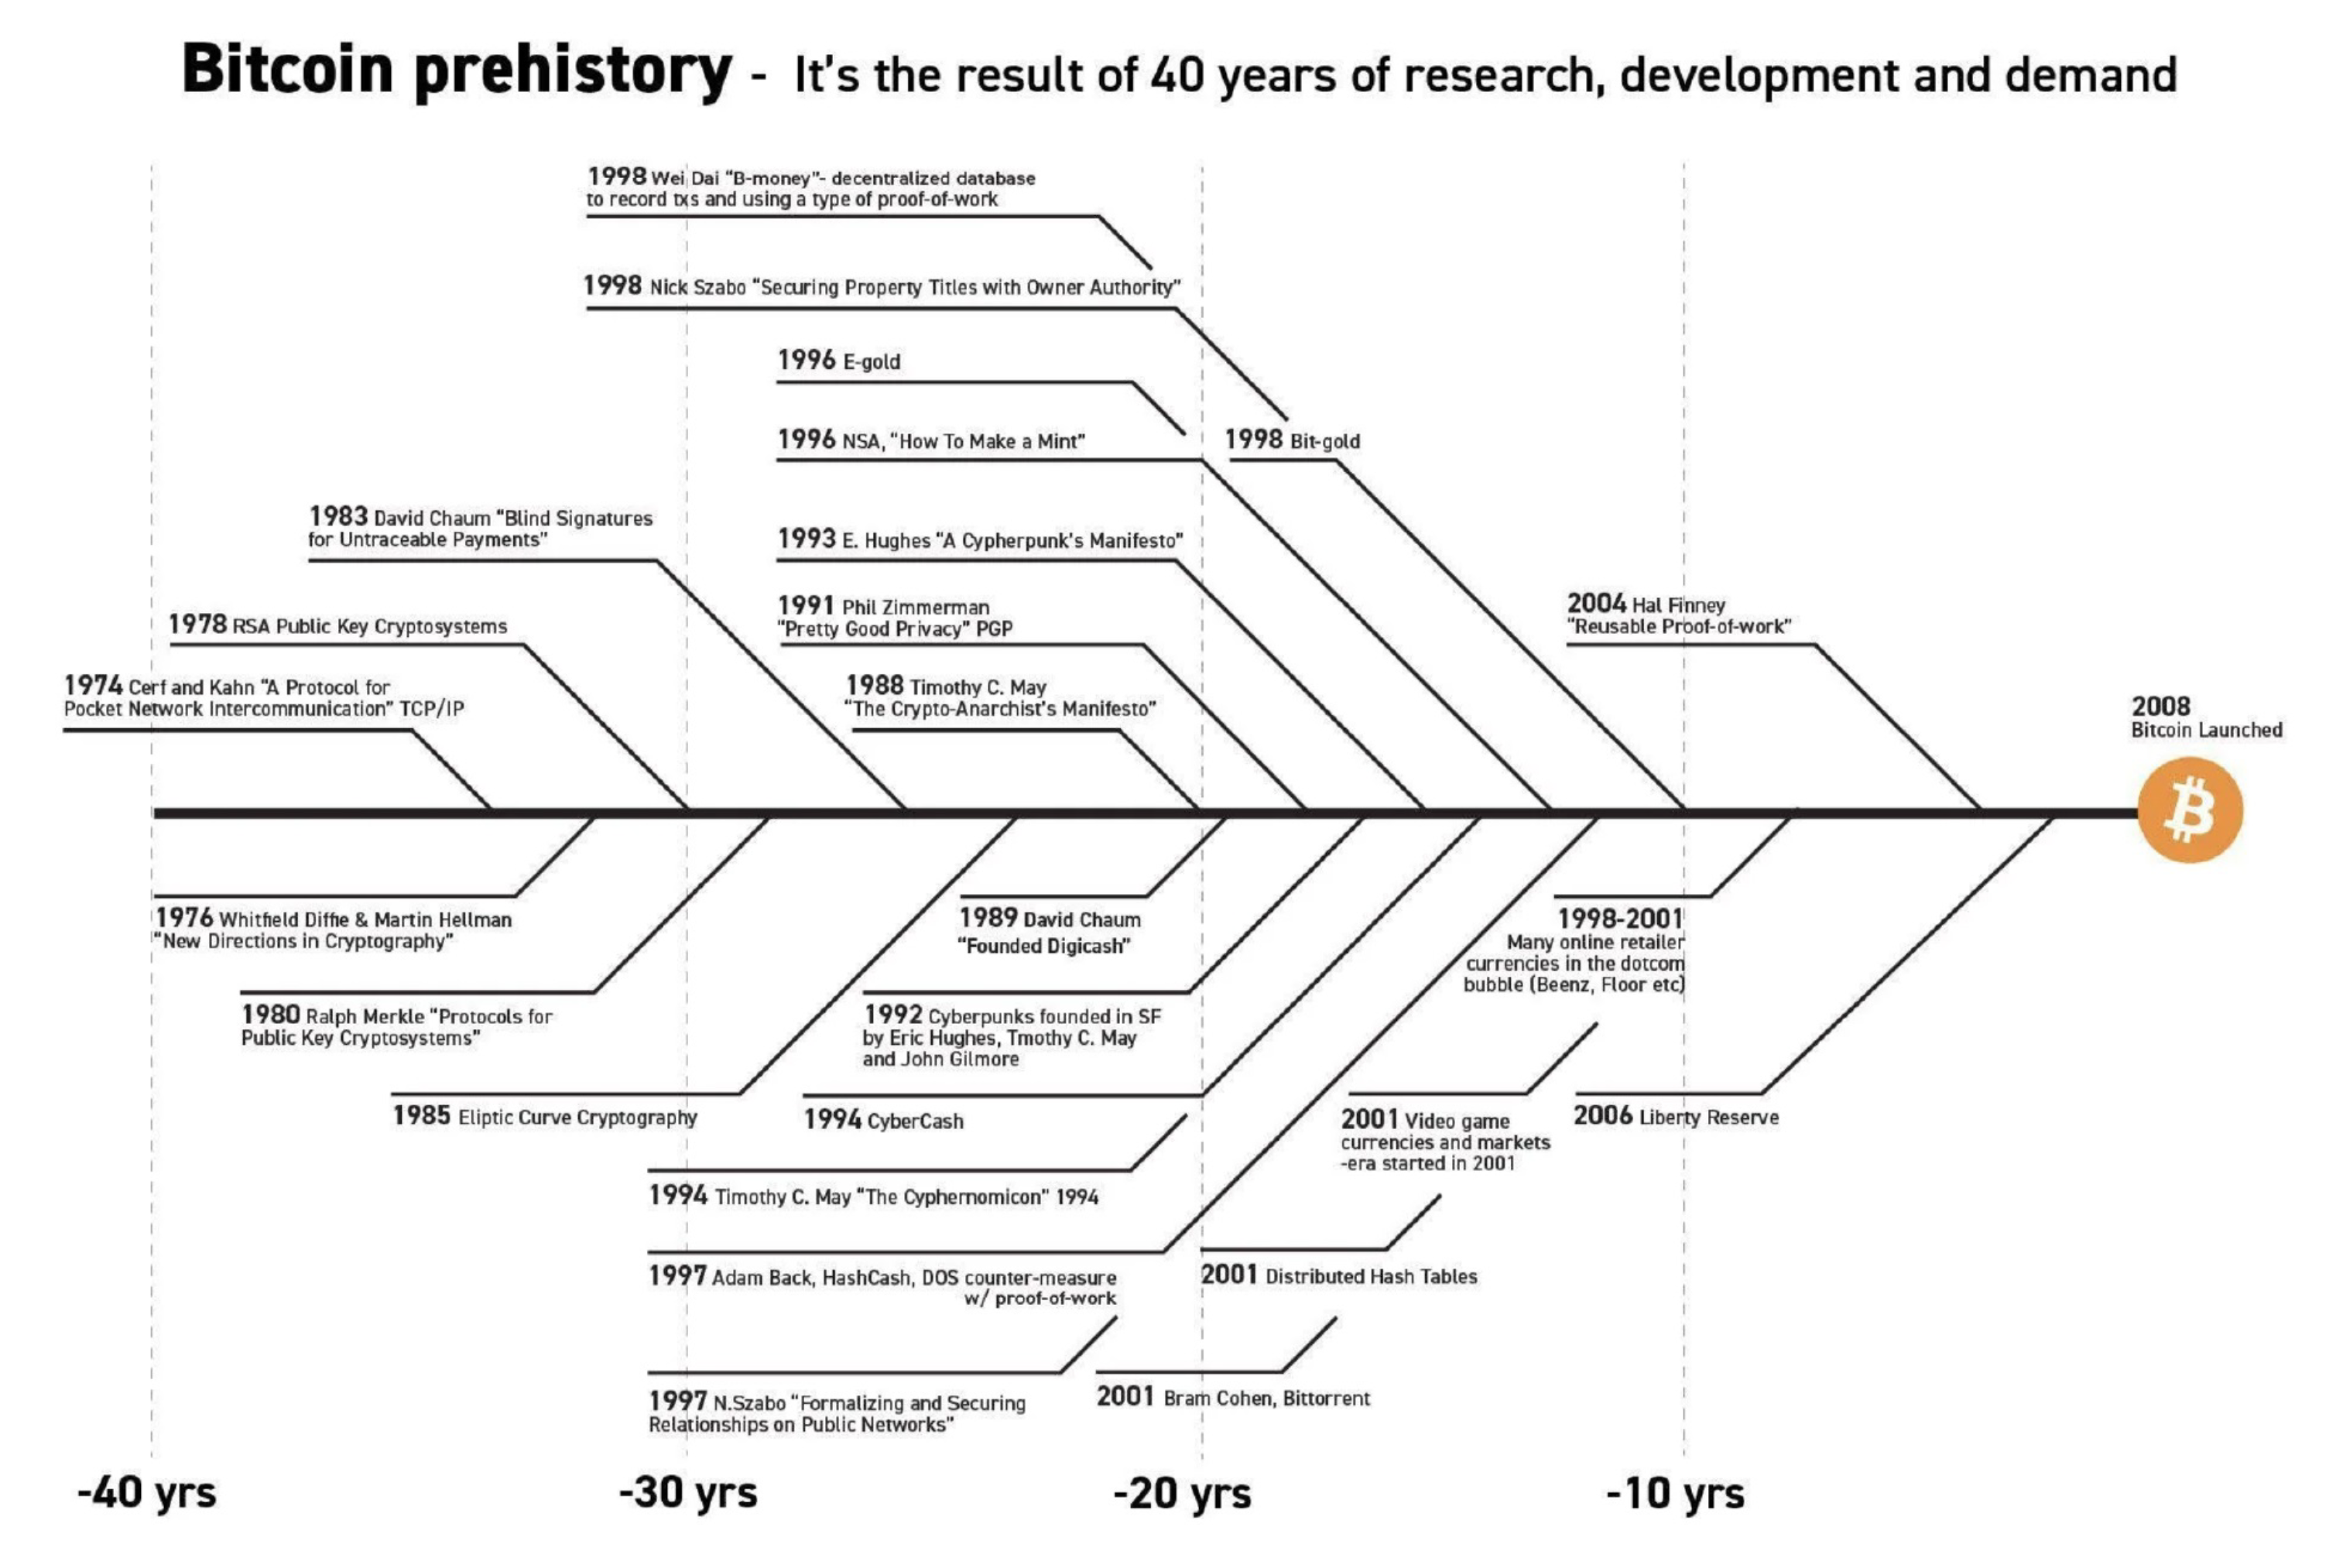 Bitcoin prehistory - It's the result of 40 years of research, development and demand
1998 Wei Dai “B-money”- decentralized database
to record txs and using a type of proof-of-work
1998 Nick Szabo “Securing Property Titles with Owner Authority”
1996 E-gold
1996 NSA, “How To Make a Mint”
1998 Bit-gold
1983 David Chaum “Blind Signatures
for Untraceable Payments”
1993 E. Hughes “A Cypherpunk's Manifesto”
1991 Phil Zimmerman
“Pretty Good Privacy” PGP
2004 Hal Finney
“Reusable Proof-of-work”
1978 RSA Public Key Cryptosystems
1974 Cerf and Kahn “A Protocol for
Pocket Network Intercommunication” TCP/IP
1988 Timothy C. May
“The Crypto-Anarchist's Manifesto”
2008
Bitcoin Launched
1976 Whitfield Diffie & Martin Hellman
“New Directions in Cryptography”
1989 David Chaum
“Founded Digicash”
1998-2001
Many online retailer
currencies in the dotcom
bubble (Beenz, Floor etc)
1980 Ralph Merkle “Protocols for
Public Key Cryptosystems”
1992 Cyberpunks founded in SF
by Eric Hughes, Tmothy C. May
and John Gilmore
1985 Eliptic Curve Cryptography
1994 CyberCash
2001 Video game
currencies and markets
-era started in 2001
2006 Liberty Reserve
1994 Timothy C. May “The Cyphernomicon” 1994
1997 Adam Back, HashCash, DOS counter-measure
w/ proof-of-work
2001 Distributed Hash Tables
1997 N.Szabo “Formalizing and Securing
Relationships on Public Networks”
2001 Bram Cohen, Bittorrent
-40 yrs
-30 yrs
-20 yrs
-10 yrs